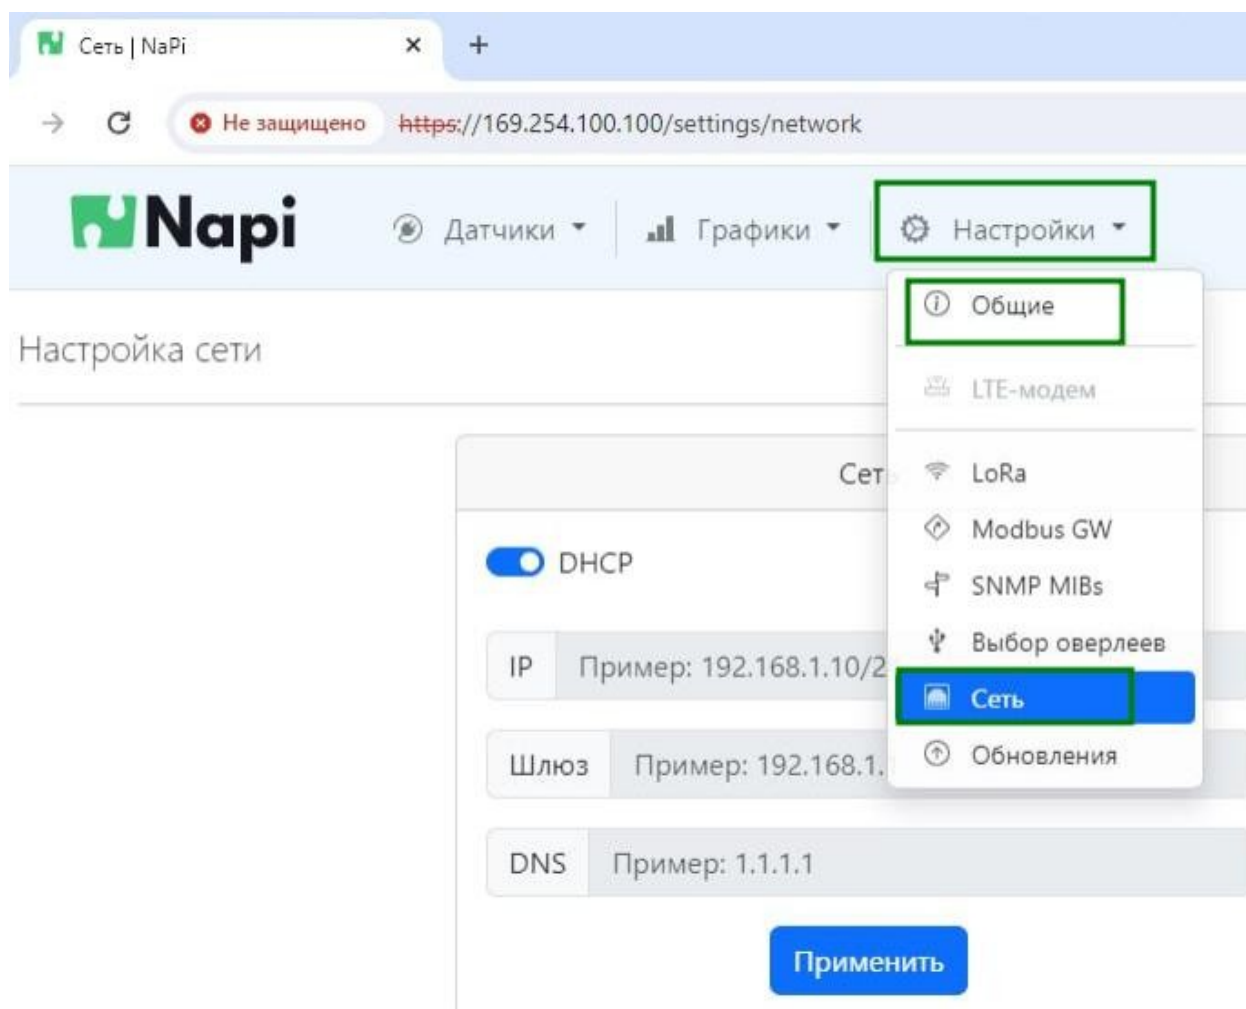 Сеть | NaPi
Не защищено https://169.254.100.100/settings/network
Napi Датчики Графики Настройки
Общие
Настройка сети
LTE-модем
Сет
LoRa
Modbus GW
DHCP
SNMP MIBs
Выбор оверлеев
IP Пример: 192.168.1.10/2
Сеть
Шлюз Пример: 192.168.1.
Обновления
DNS Пример: 1.1.1.1
Применить